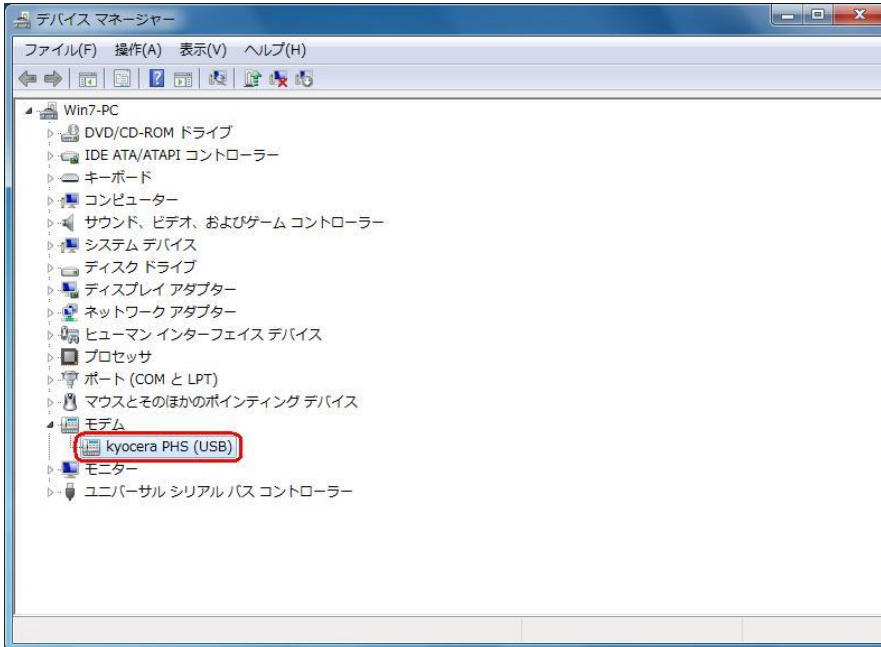 デバイス マネージャー
ファイル(F) 操作(A) 表示(V) ヘルプ(H)
Win7-PC
DVD/CD-ROM ドライブ
IDE ATA/ATAPI コントローラー
キーボード
コンピューター
サウンド、ビデオ、およびゲーム コントローラー
システム デバイス
ディスク ドライブ
ディスプレイ アダプター
ネットワーク アダプター
ヒューマン インターフェイス デバイス
プロセッサ
ポート (COM と LPT)
マウスとそのほかのポインティング デバイス
モデム
kyocera PHS (USB)
モニター
ユニバーサル シリアル バス コントローラー